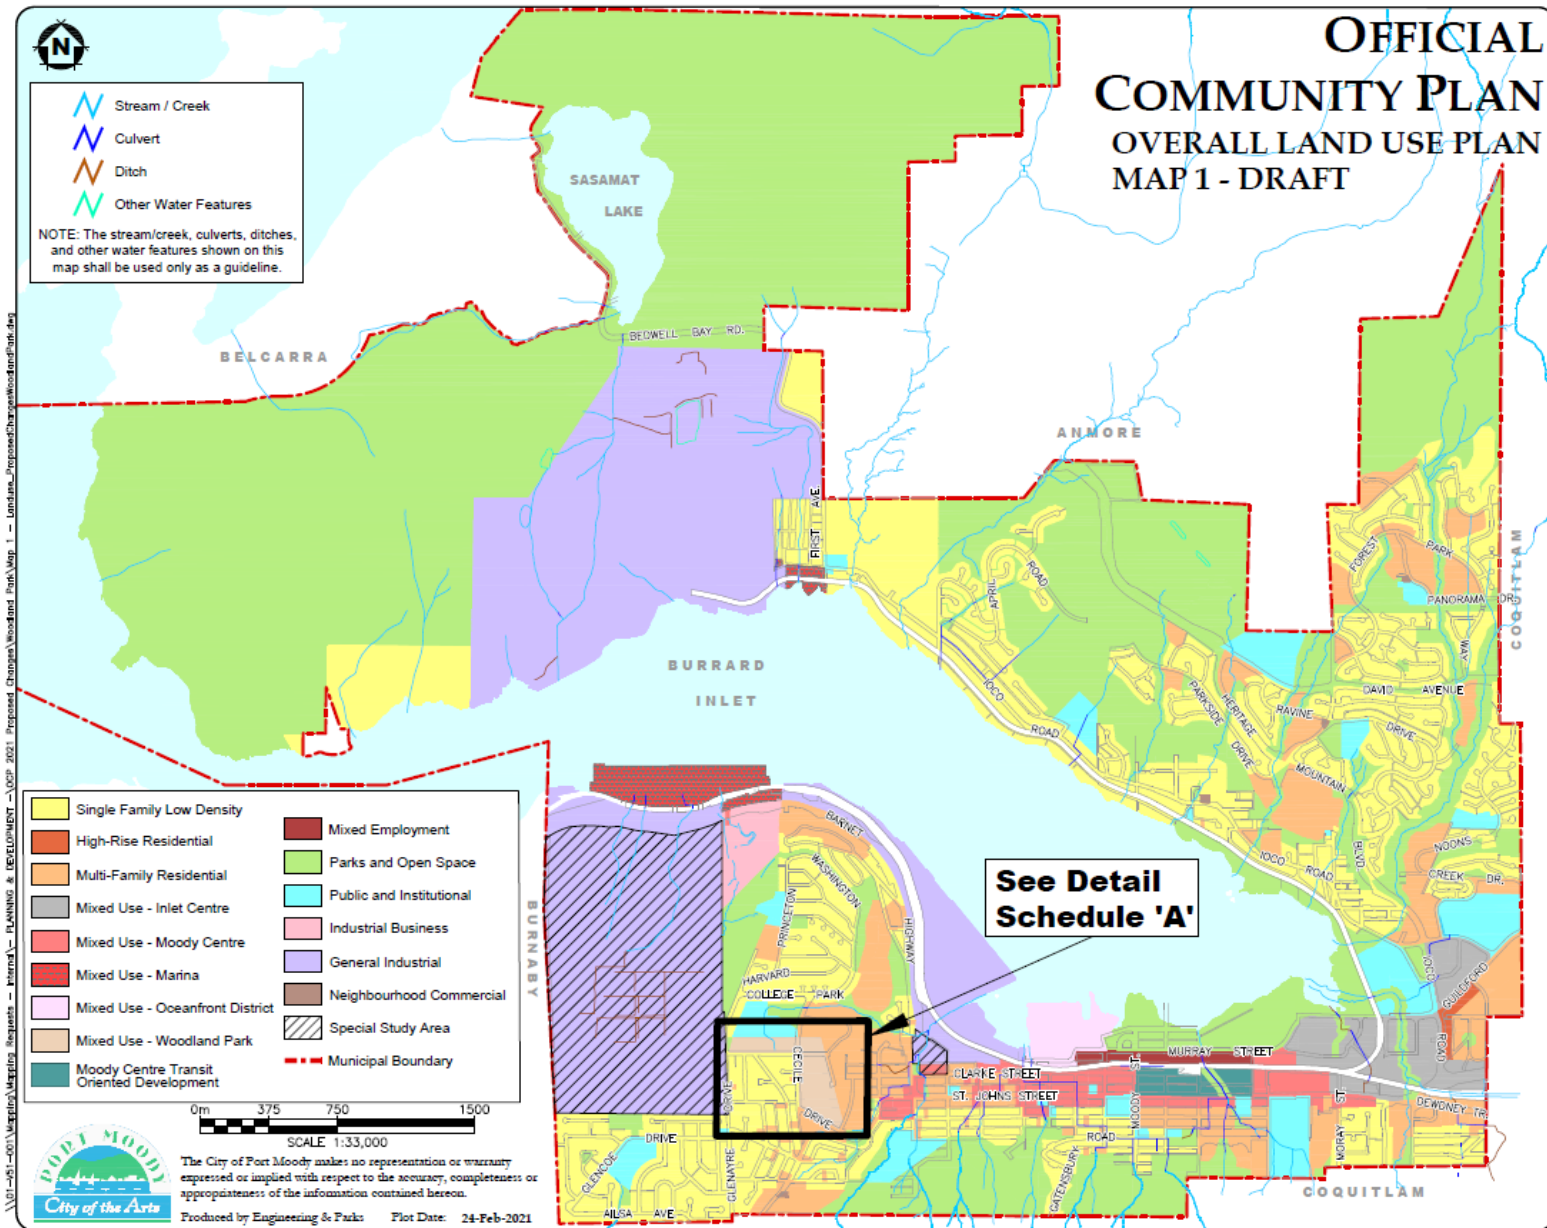 OFFICIAL
COMMUNITY PLAN
OVERALL LAND USE PLAN
MAP 1 - DRAFT
N
Stream / Creek
Culvert
Ditch
Other Water Features
NOTE: The stream/creek, culverts, ditches,
and other water features shown on this
map shall be used only as a guideline.
SASAMAT
LAKE
BEDWELL BAY RD.
BELCARRA
ANMORE
COQUITLAM
FIRST AVE.
APRIL
ROAD
FOREST
PARK
WAY
PANORAMA DR.
DAVID AVENUE
BURRARD
INLET
IOCO
ROAD
PARKSIDE
DRIVE
HERITAGE
RAVINE
DRIVE
MOUNTAIN
BLVD.
IOCO
ROAD
NOONS
CREEK DR.
Single Family Low Density
High-Rise Residential
Multi-Family Residential
Mixed Use - Inlet Centre
Mixed Use - Moody Centre
Mixed Use - Marina
Mixed Use - Oceanfront District
Mixed Use - Woodland Park
Moody Centre Transit
Oriented Development
Mixed Employment
Parks and Open Space
Public and Institutional
Industrial Business
General Industrial
Neighbourhood Commercial
Special Study Area
Municipal Boundary
BURNABY
BARNET
HIGHWAY
WASHINGTON
PRINCETON
HARVARD
COLLEGE PARK
See Detail
Schedule 'A'
IOCO
ROAD
GUILDFORD
CECILE
DRIVE
DRIVE
CLARKE STREET
ST. JOHNS STREET
MURRAY STREET
MOODY ST.
MORAY ST.
DEWDNEY TR.
ROAD
GATENSBURY
GLENCOE
DRIVE
GLENAYRE
AILSA AVE
COQUITLAM
0m 375 750 1500
SCALE 1:33,000
PORT MOODY
City of the Arts
The City of Port Moody makes no representation or warranty
expressed or implied with respect to the accuracy, completeness or
appropriateness of the information contained hereon.
Produced by Engineering & Parks Plot Date: 24-Feb-2021